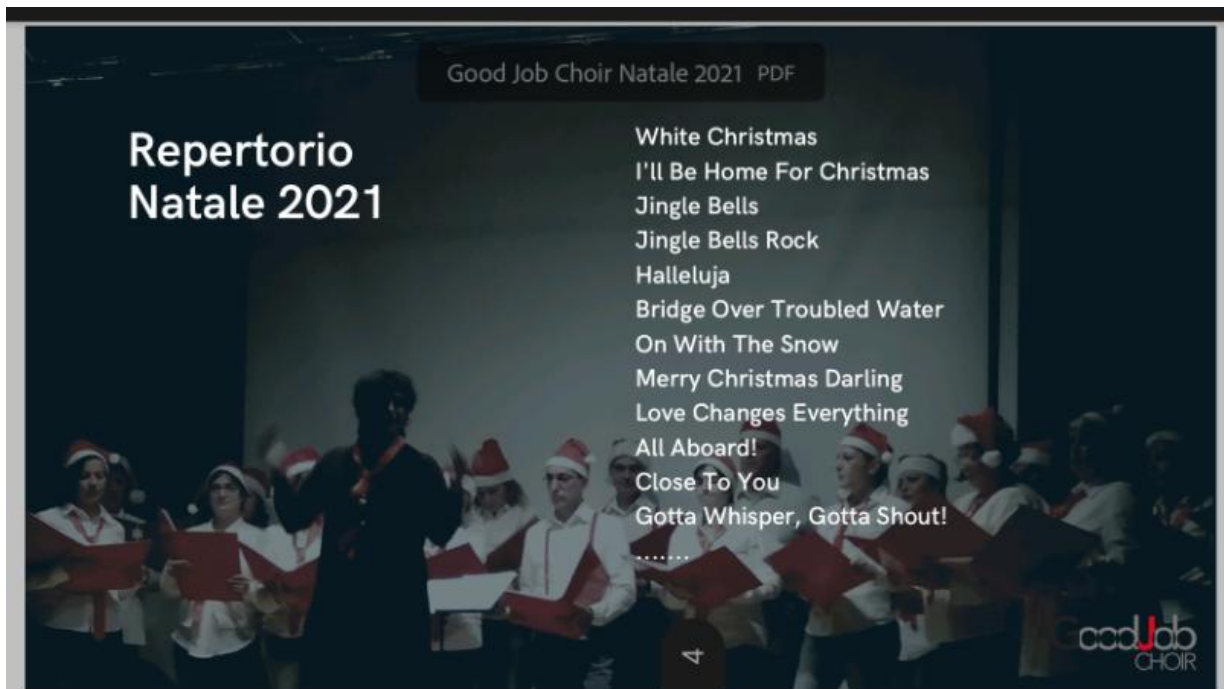 Good Job Choir Natale 2021 PDF
Repertorio
Natale 2021
White Christmas
I'll Be Home For Christmas
Jingle Bells
Jingle Bells Rock
Halleluja
Bridge Over Troubled Water
On With The Snow
Merry Christmas Darling
Love Changes Everything
All Aboard!
Close To You
Gotta Whisper, Gotta Shout!
.......
4
GoodJob
CHOIR